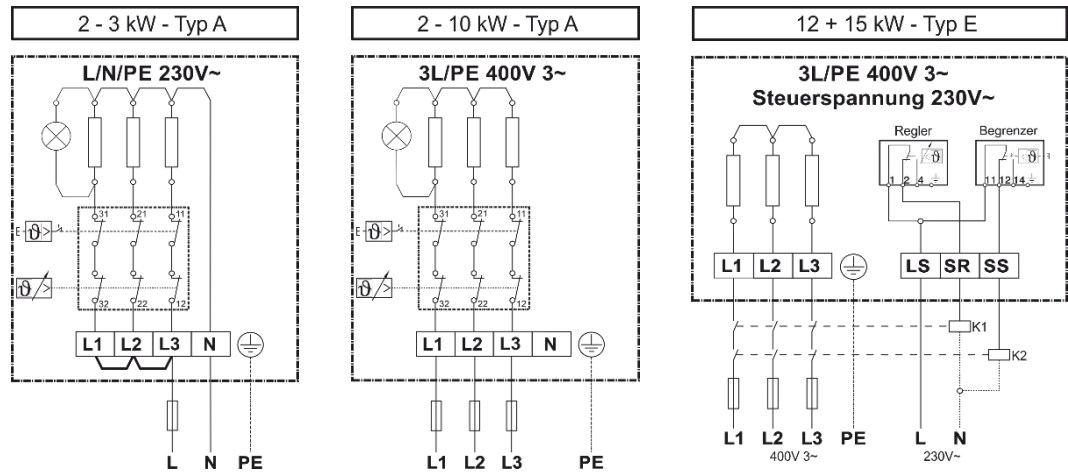 2 - 3 kW - Typ A
L/N/PE 230V~
31 21 11
E ϑ >
ϑ >
32 22 12
L1 L2 L3 N
L N PE
2 - 10 kW - Typ A
3L/PE 400V 3~
31 21 11
E ϑ >
ϑ >
32 22 12
L1 L2 L3 N
L1 L2 L3 PE
12 + 15 kW - Typ E
3L/PE 400V 3~
Steuerspannung 230V~
Regler Begrenzer
ϑ ϑ E
1 2 4 11 12 14
L1 L2 L3 LS SR SS
K1
K2
L1 L2 L3 PE L N
400V 3~ 230V~